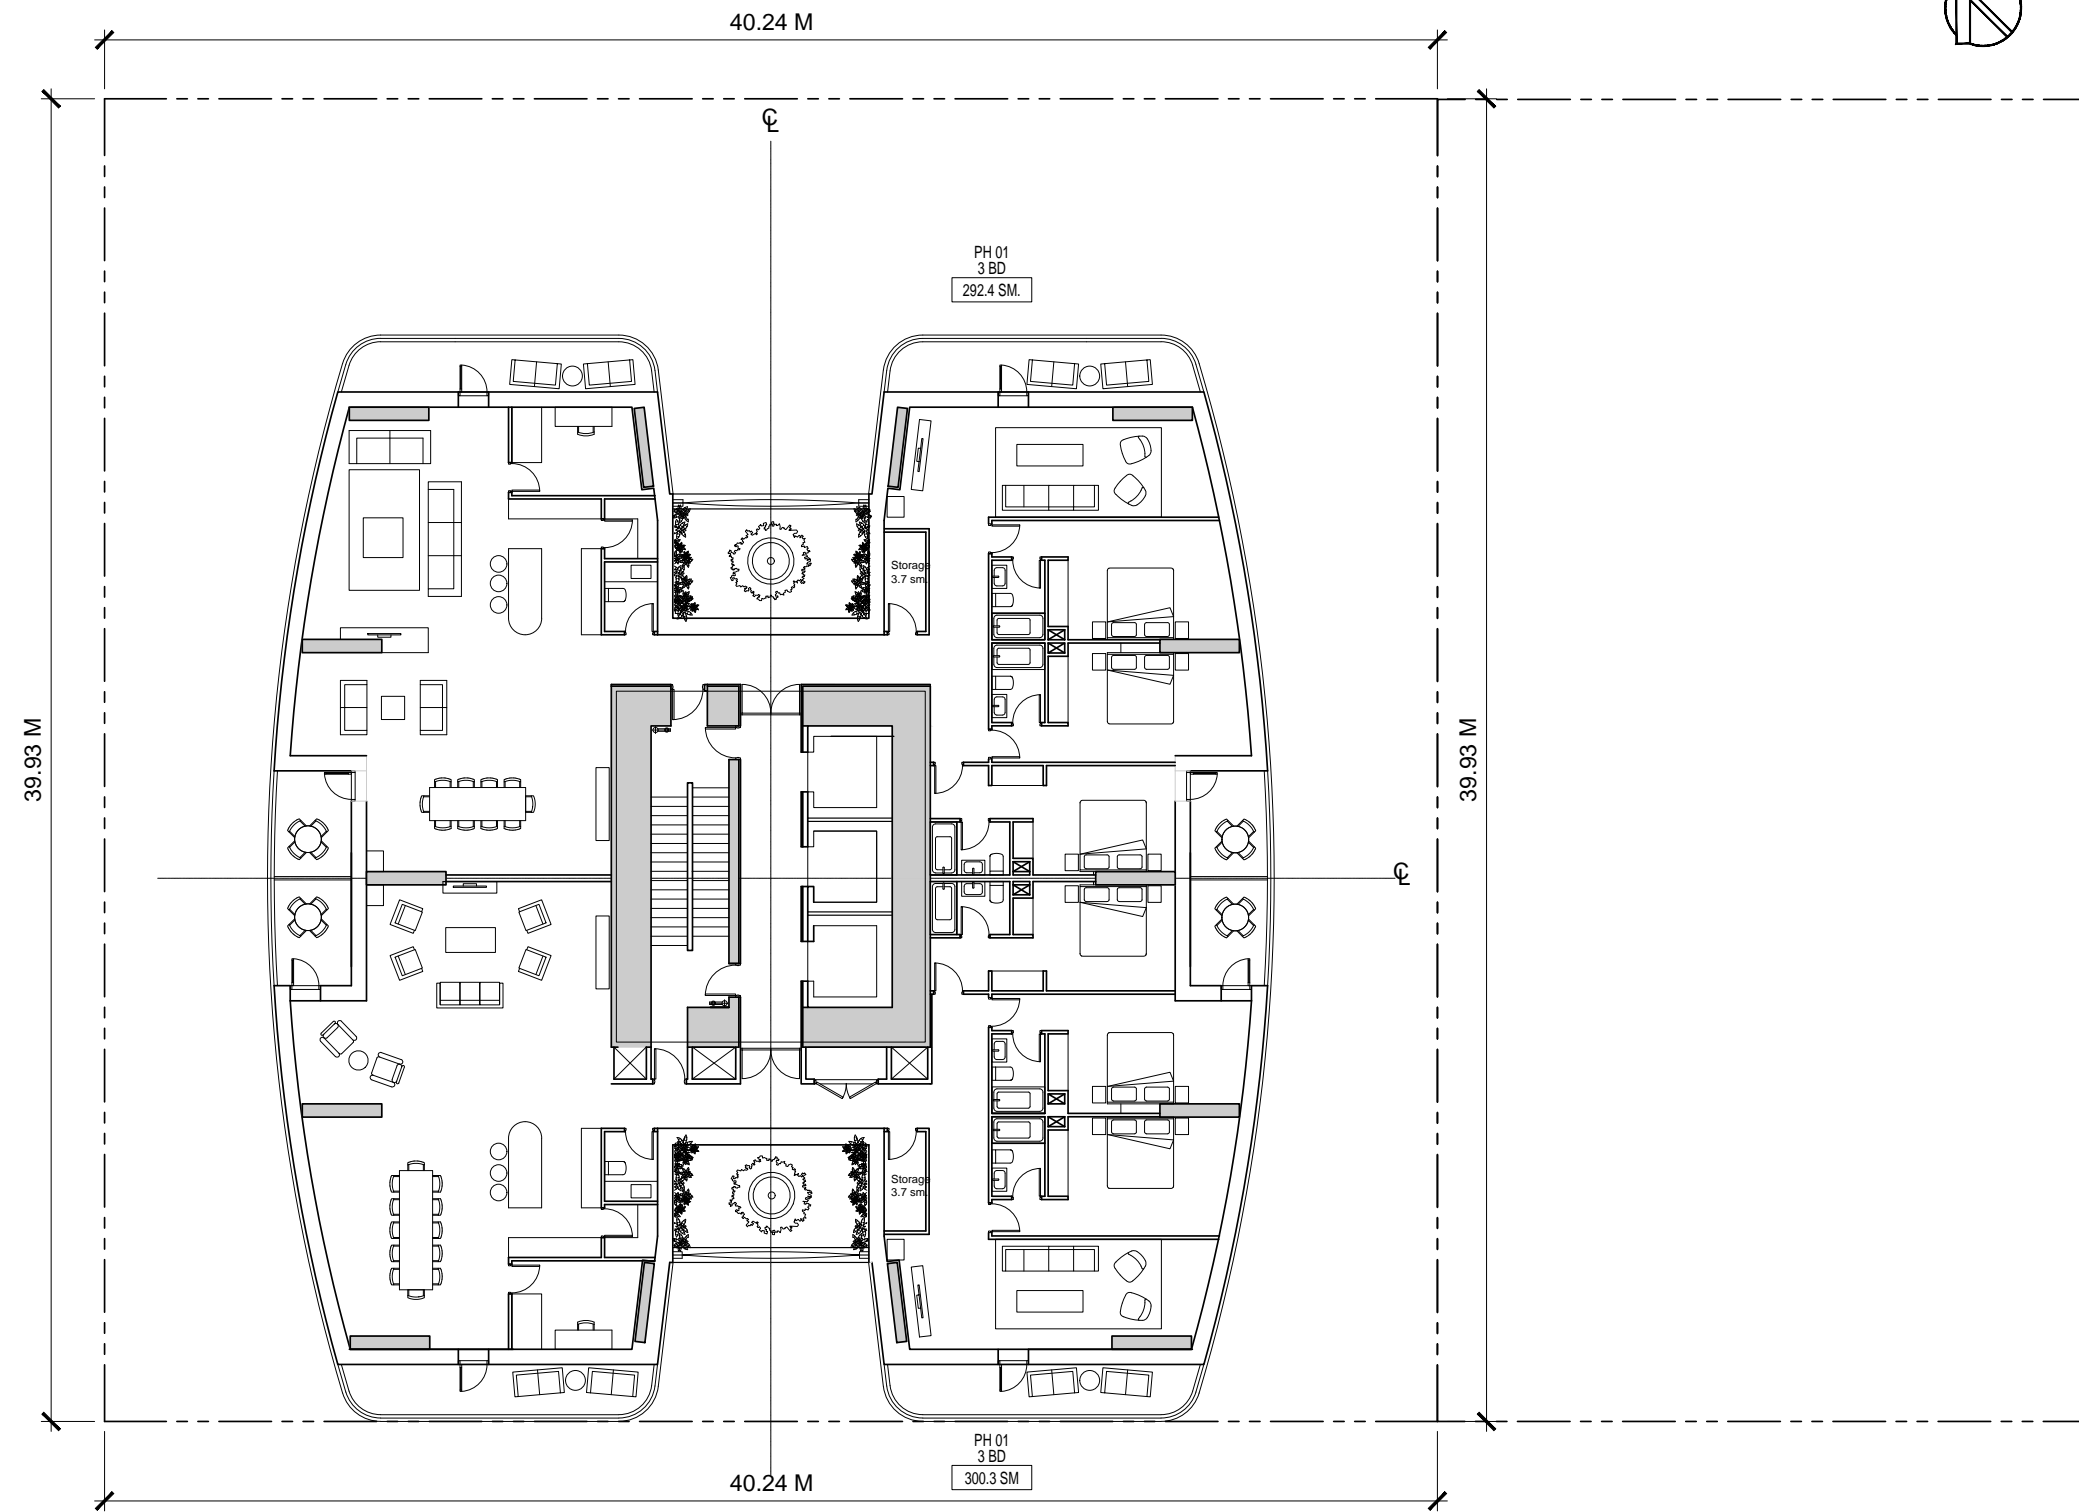 40.24 M
℄
PH 01
3 BD
292.4 SM.
Storage
3.7 sm.
39.93 M
39.93 M
℄
Storage
3.7 sm.
PH 01
3 BD
300.3 SM
40.24 M